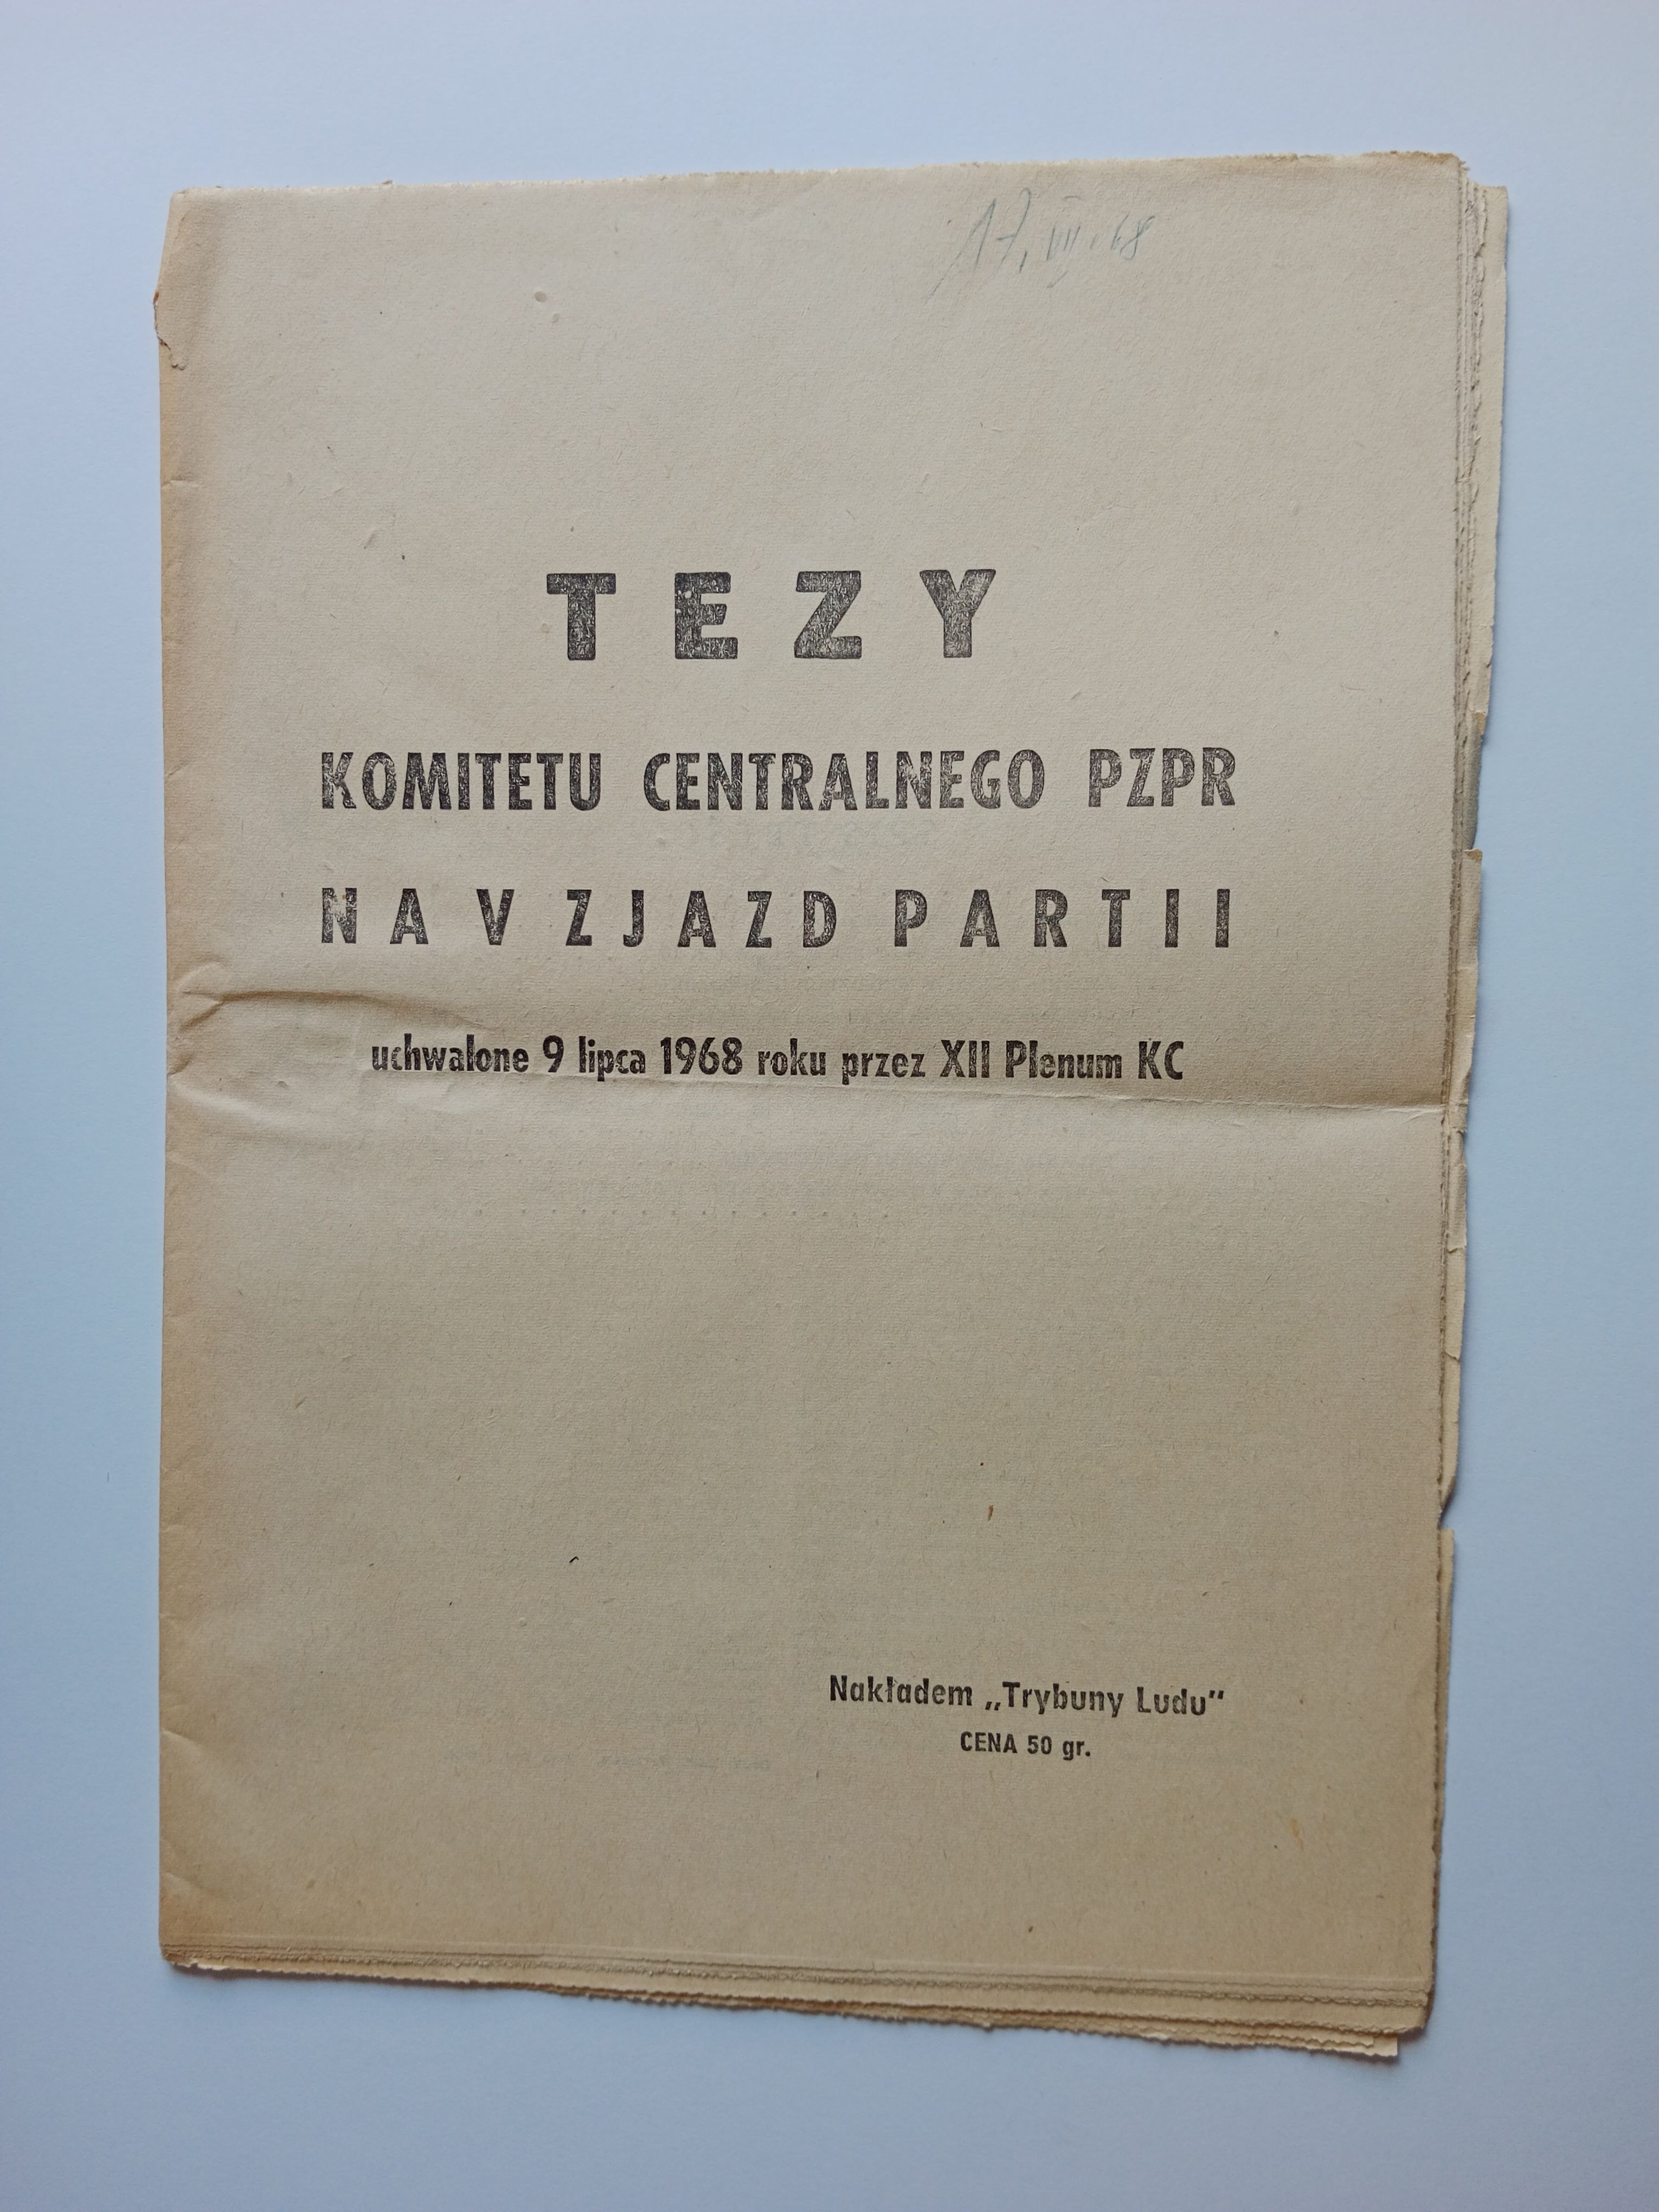 17. VII. 68
TEZY
KOMITETU CENTRALNEGO PZPR
NA V ZJAZD PARTII
uchwalone 9 lipca 1968 roku przez XII Plenum KC
Nakładem „Trybuny Ludu”
CENA 50 gr.